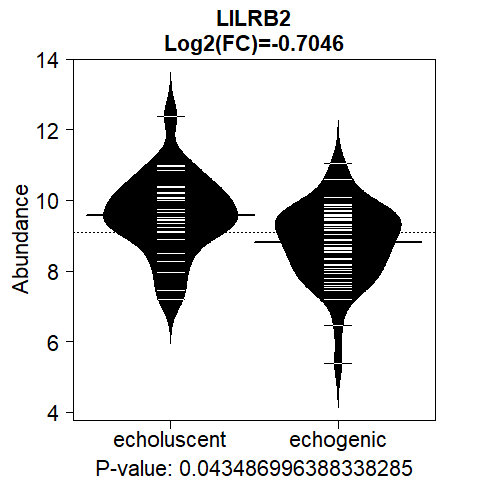 LILRB2
Log2(FC)=-0.7046
Abundance
14
12
10
8
6
4
echoluscent echogenic
P-value: 0.043486996388338285